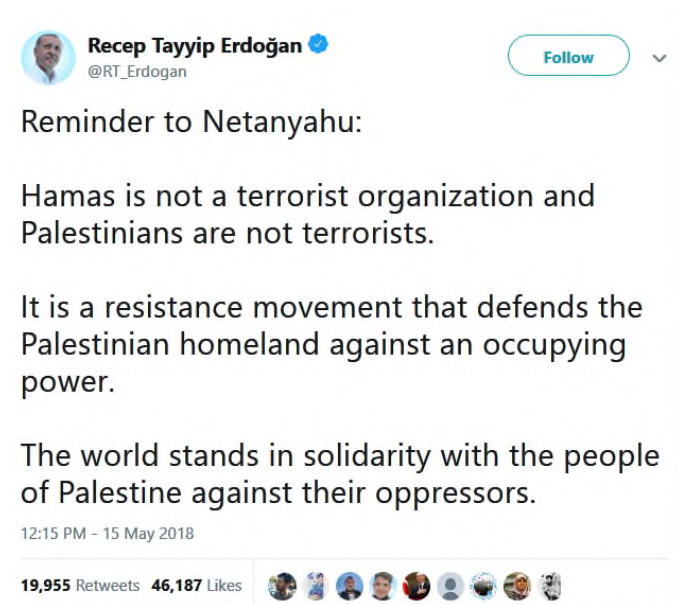 Recep Tayyip Erdoğan
@RT_Erdogan
Follow
Reminder to Netanyahu:
Hamas is not a terrorist organization and
Palestinians are not terrorists.
It is a resistance movement that defends the
Palestinian homeland against an occupying
power.
The world stands in solidarity with the people
of Palestine against their oppressors.
12:15 PM - 15 May 2018
19,955 Retweets 46,187 Likes